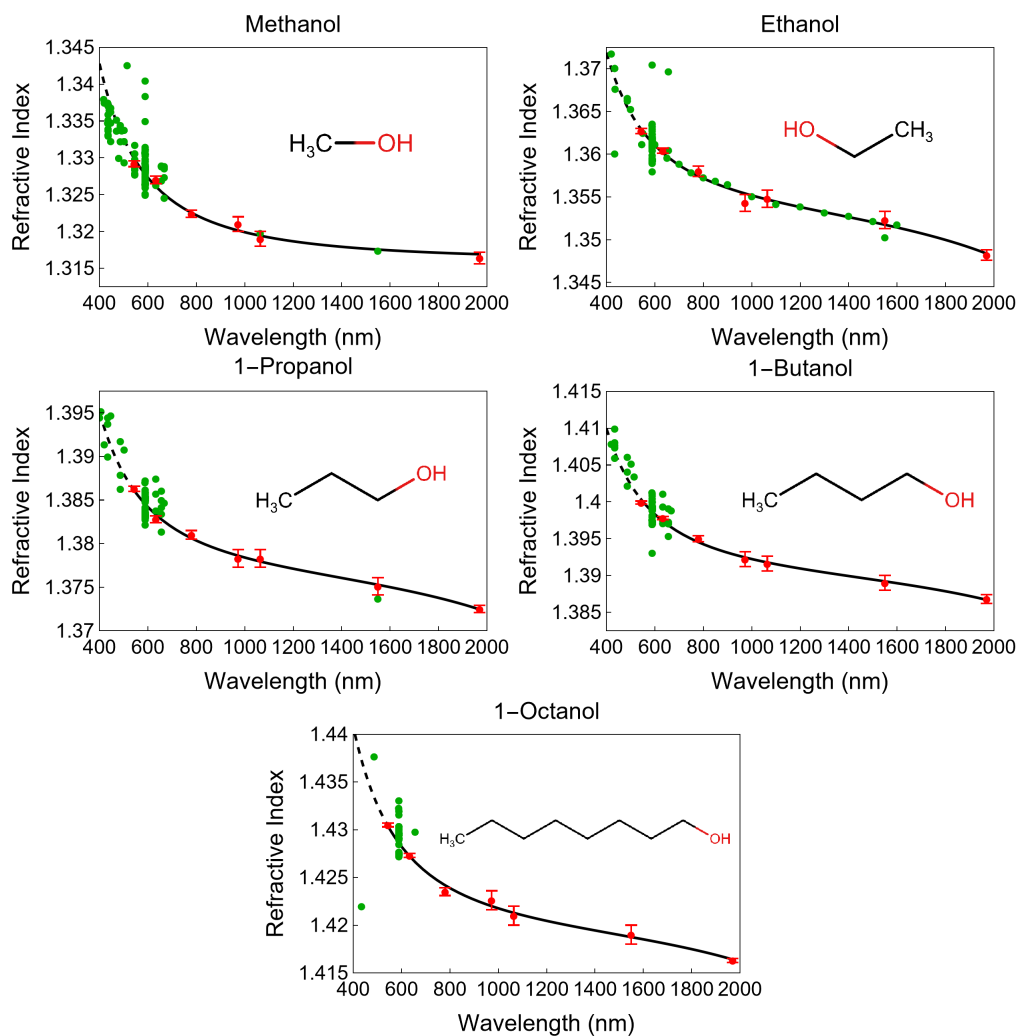 Methanol
Refractive Index
1.345
1.34
1.335
1.33
1.325
1.32
1.315
H₃C OH
400 600 800 1000 1200 1400 1600 1800 2000
Wavelength (nm)
Ethanol
Refractive Index
1.37
1.365
1.36
1.355
1.35
1.345
HO CH₃
400 600 800 1000 1200 1400 1600 1800 2000
Wavelength (nm)
1−Propanol
Refractive Index
1.395
1.39
1.385
1.38
1.375
1.37
H₃C OH
400 600 800 1000 1200 1400 1600 1800 2000
Wavelength (nm)
1−Butanol
Refractive Index
1.415
1.41
1.405
1.4
1.395
1.39
1.385
H₃C OH
400 600 800 1000 1200 1400 1600 1800 2000
Wavelength (nm)
1−Octanol
Refractive Index
1.44
1.435
1.43
1.425
1.42
1.415
H₃C OH
400 600 800 1000 1200 1400 1600 1800 2000
Wavelength (nm)